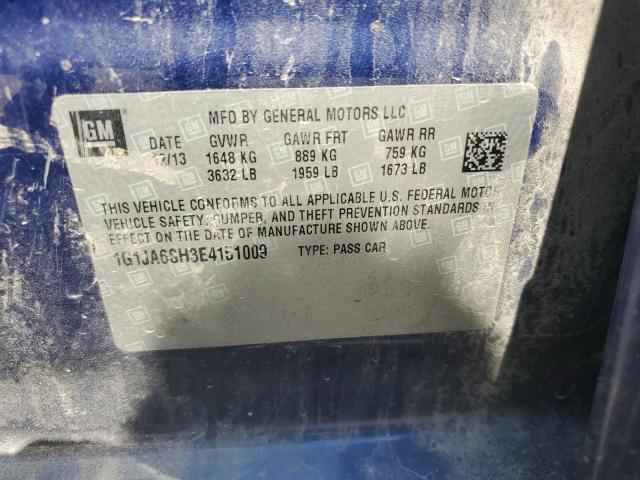 GM
MFD BY GENERAL MOTORS LLC
DATE GVWR GAWR FRT GAWR RR
/13 1648 KG 889 KG 759 KG
3632 LB 1959 LB 1673 LB
THIS VEHICLE CONFORMS TO ALL APPLICABLE U.S. FEDERAL MOTOR
VEHICLE SAFETY, BUMPER, AND THEFT PREVENTION STANDARDS IN
EFFECT ON THE DATE OF MANUFACTURE SHOWN ABOVE.
1G1JA6SH3E4151009 TYPE: PASS CAR